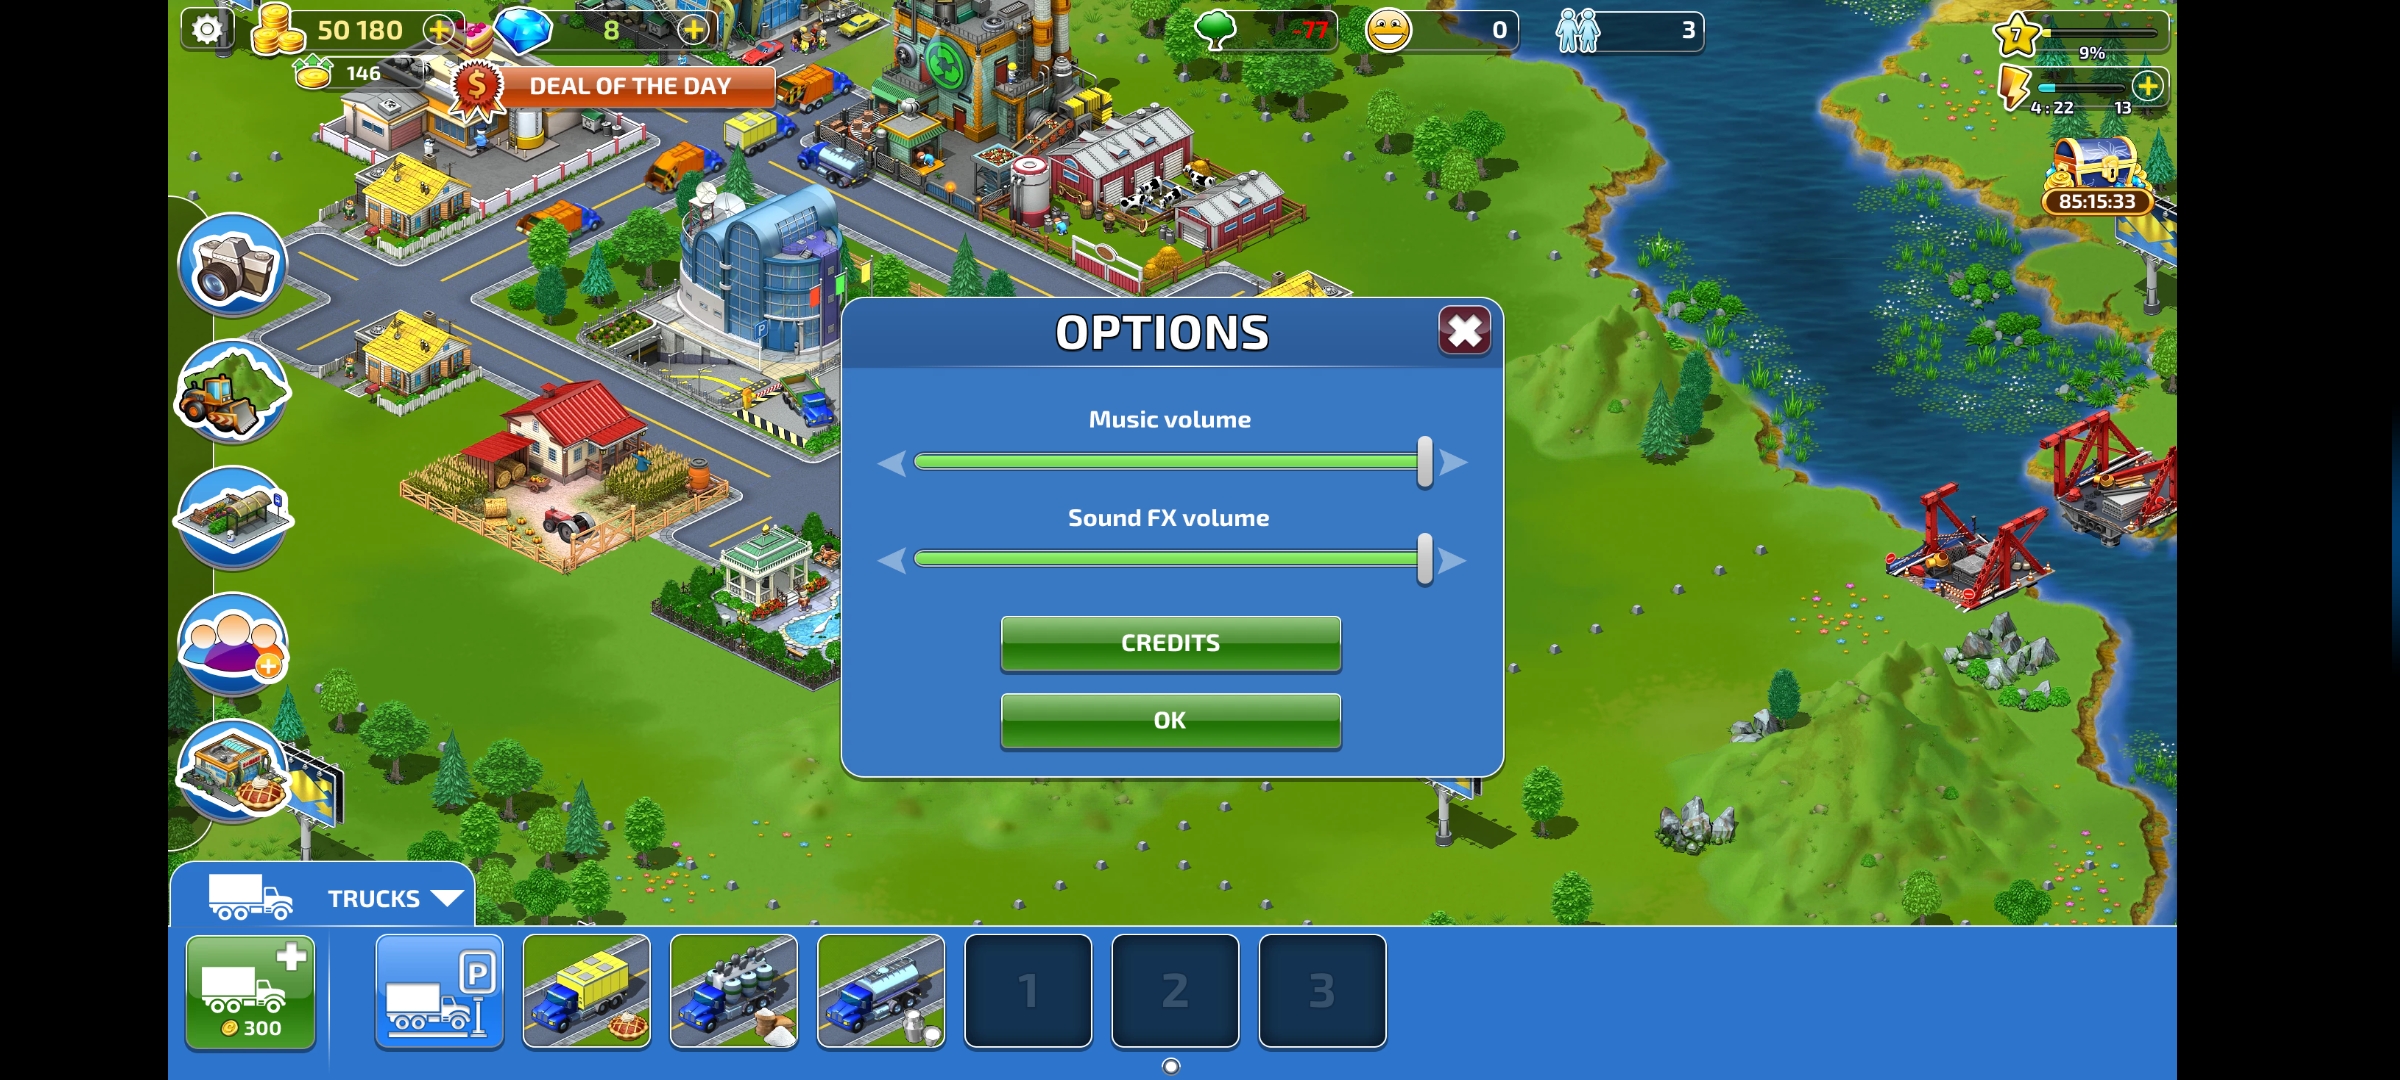 50 180
8
-77
0
3
7
9%
146
DEAL OF THE DAY
4:22
13
85:15:33
OPTIONS
Music volume
Sound FX volume
CREDITS
OK
TRUCKS
300
P
1
2
3